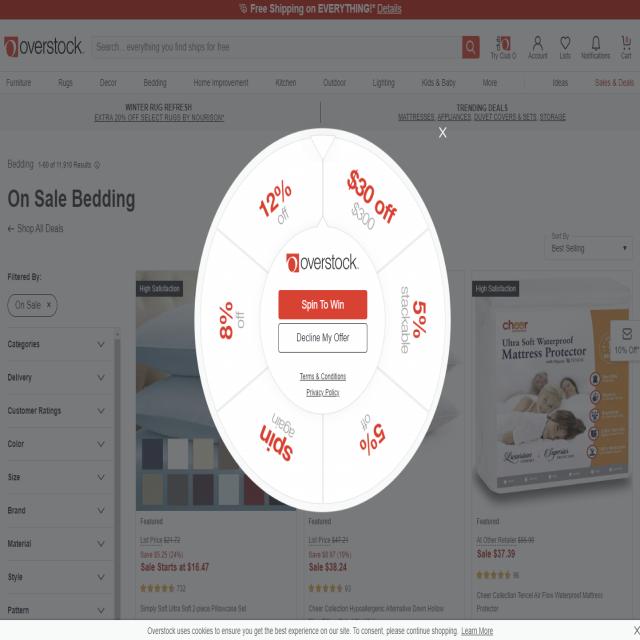 Free Shipping on EVERYTHING!* Details
overstock.
Search... everything you find ships for free
Try Club O
Account
Lists
Notifications
Cart
Furniture
Rugs
Decor
Bedding
Home Improvement
Kitchen
Outdoor
Lighting
Kids & Baby
More
Ideas
Sales & Deals
WINTER RUG REFRESH
EXTRA 20% OFF SELECT RUGS BY NOURISON*
TRENDING DEALS
MATTRESSES, APPLIANCES, DUVET COVERS & SETS, STORAGE
X
Bedding 1-60 of 11,910 Results
On Sale Bedding
Shop All Deals
Sort By
Best Selling
12%
off
$30 off
$300
5%
stackable
5%
off
spin
again
8%
off
overstock.
Spin To Win
Decline My Offer
Terms & Conditions
Privacy Policy
Filtered By:
On Sale x
Categories
Delivery
Customer Ratings
Color
Size
Brand
Material
Style
Pattern
High Satisfaction
Featured
List Price $21.72
Save $5.25 (24%)
Sale Starts at $16.47
732
Simply Soft Ultra Soft 2-piece Pillowcase Set
Featured
List Price $47.21
Save $8.97 (19%)
Sale $38.24
93
Cheer Collection Hypoallergenic Alternative Down Hollow
High Satisfaction
cheer
Ultra Soft Waterproof
Mattress Protector
10% Off*
Featured
At Other Retailer
Sale $37.39
Cheer Collection Tencel Air Flow Waterproof Mattress
Protector
Overstock uses cookies to ensure you get the best experience on our site. To consent, please continue shopping. Learn More
X